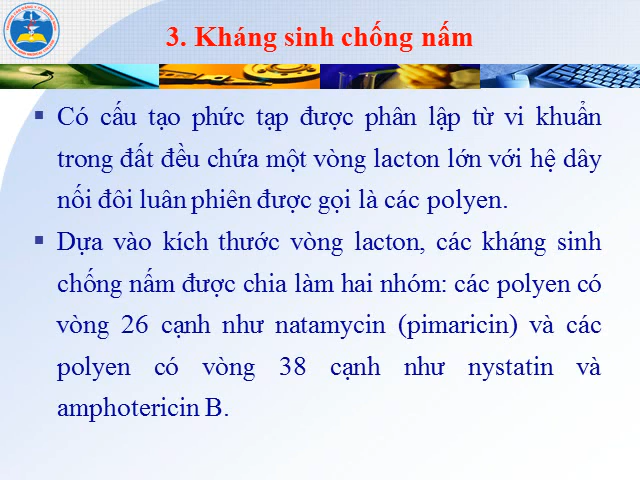 3. Kháng sinh chống nấm
Có cấu tạo phức tạp được phân lập từ vi khuẩn
trong đất đều chứa một vòng lacton lớn với hệ dây
nối đôi luân phiên được gọi là các polyen.
Dựa vào kích thước vòng lacton, các kháng sinh
chống nấm được chia làm hai nhóm: các polyen có
vòng 26 cạnh như natamycin (pimaricin) và các
polyen có vòng 38 cạnh như nystatin và
amphotericin B.